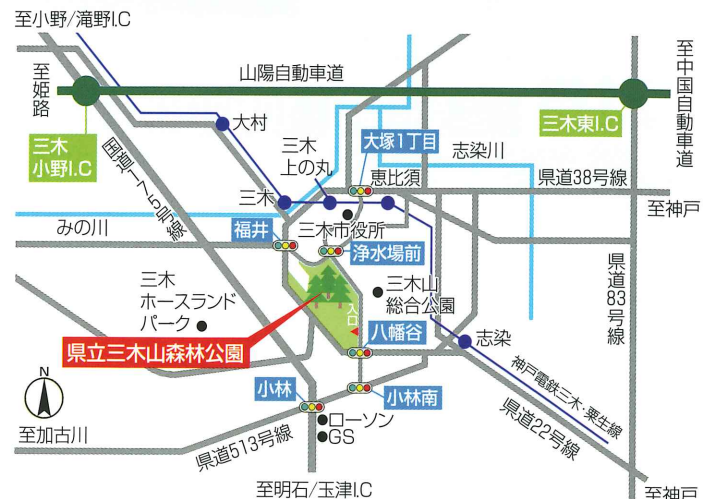 至小野/滝野I.C
至姫路
山陽自動車道
至中国自動車道
三木
小野I.C
大村
三木
上の丸
大塚1丁目
志染川
三木東I.C
国道175号線
三木
恵比須
県道38号線
至神戸
みの川
福井
三木市役所
浄水場前
県道83号線
三木
ホースランド
パーク
三木山
総合公園
入口
県立三木山森林公園
八幡谷
志染
神戸電鉄三木・粟生線
小林
小林南
N
ローソン
GS
至加古川
県道513号線
県道22号線
至明石/玉津I.C
至神戸